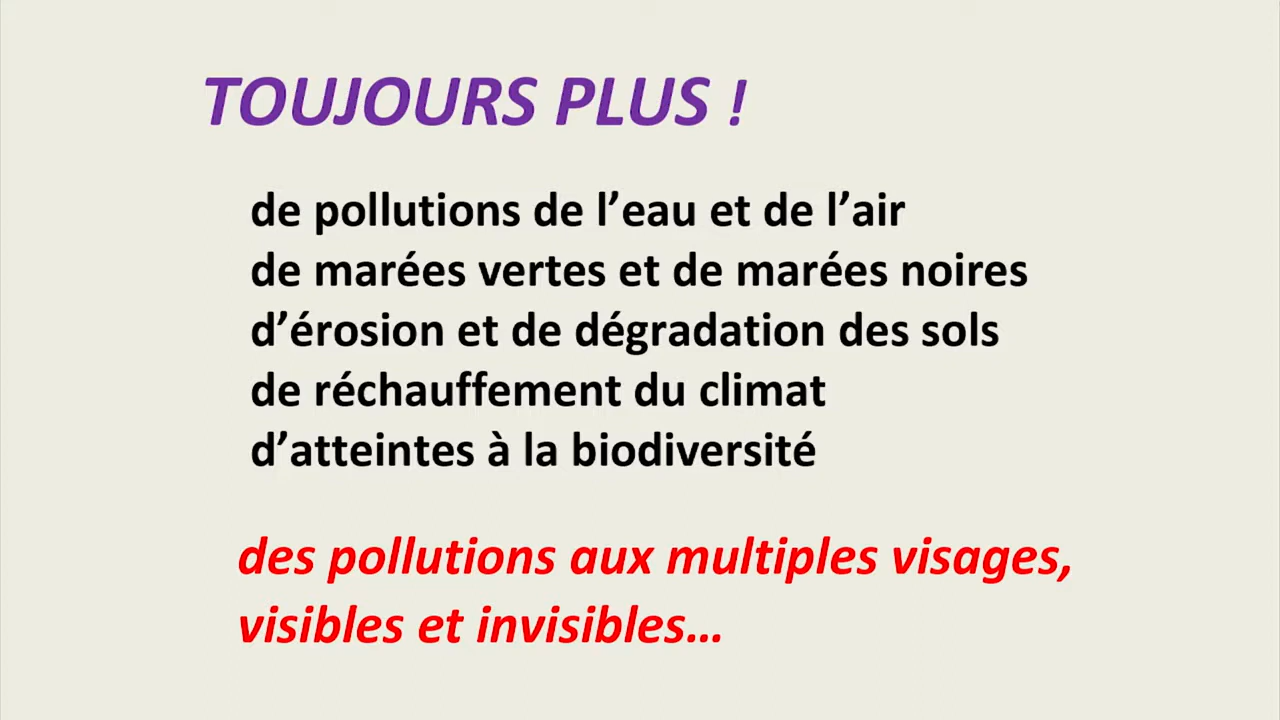 TOUJOURS PLUS !
de pollutions de l’eau et de l’air
de marées vertes et de marées noires
d’érosion et de dégradation des sols
de réchauffement du climat
d’atteintes à la biodiversité
des pollutions aux multiples visages,
visibles et invisibles…